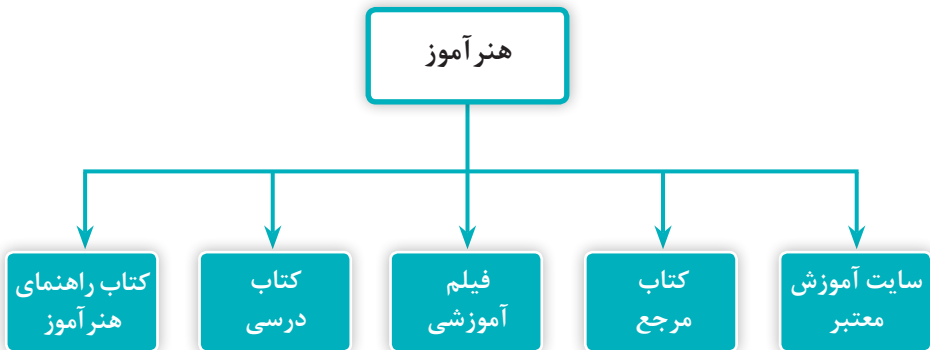 هنرآموز
سایت آموزش
معتبر
کتاب
مرجع
فیلم
آموزشی
کتاب
درسی
کتاب راهنمای
هنرآموز